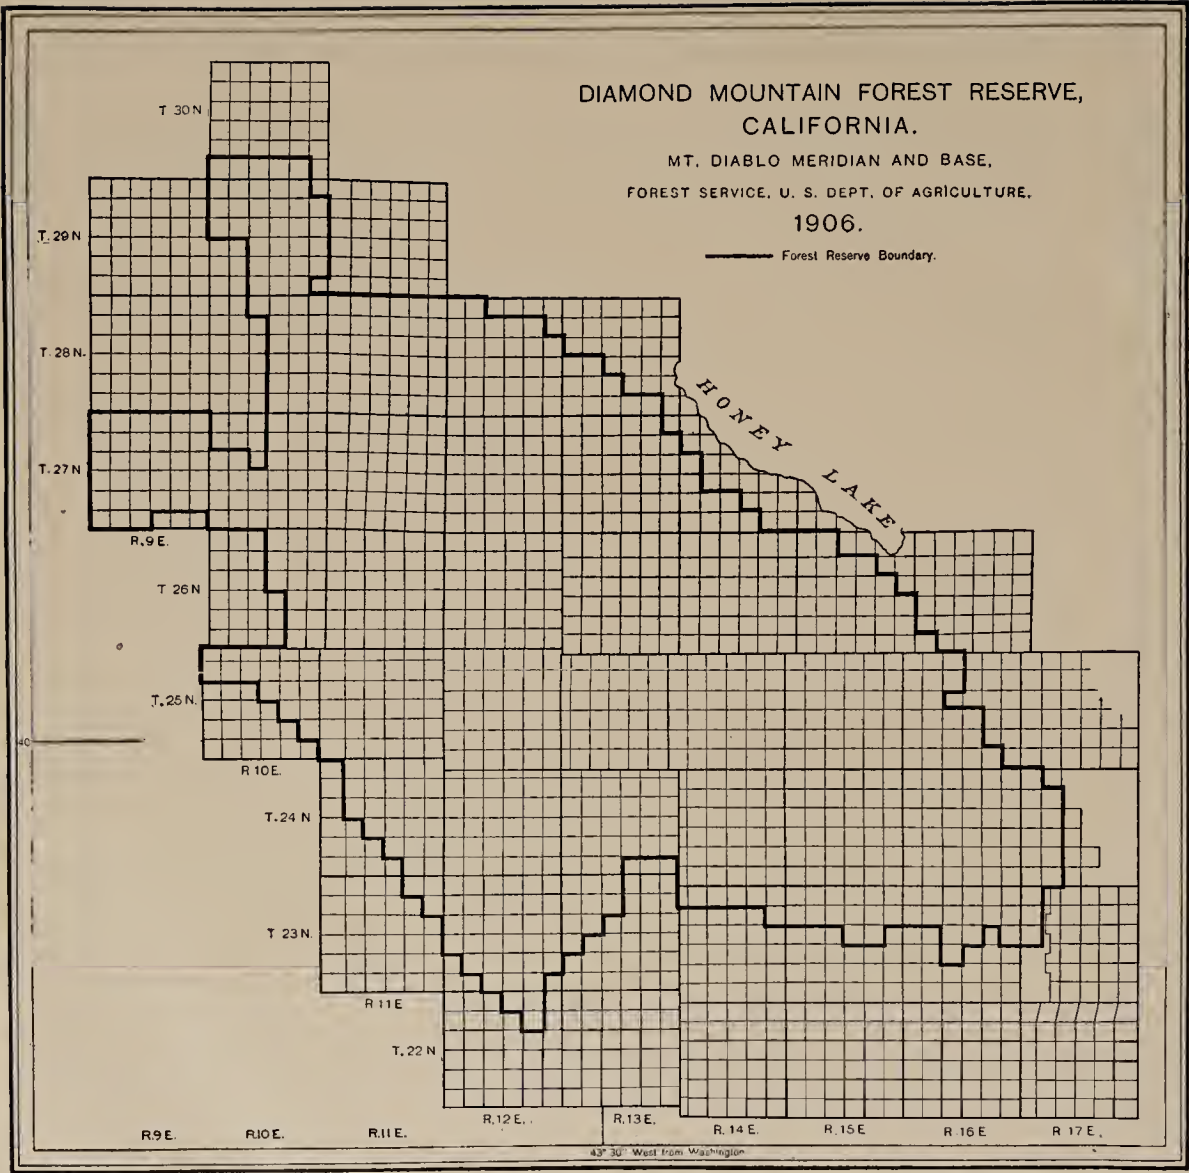 DIAMOND MOUNTAIN FOREST RESERVE,
CALIFORNIA.
MT. DIABLO MERIDIAN AND BASE,
FOREST SERVICE, U. S. DEPT. OF AGRICULTURE,
1906.
Forest Reserve Boundary.
T 30 N
T. 29 N
T. 28 N.
HONEY LAKE
T. 27 N
R. 9 E.
T 26 N
T. 25 N.
40
R 10 E.
T. 24 N
T 23 N.
R 11 E
T. 22 N
R. 12 E.
R. 13 E.
R. 14 E.
R. 15 E
R. 16 E
R 17 E.
R. 9 E.
R. 10 E.
R. 11 E.
43° 30' West from Washington